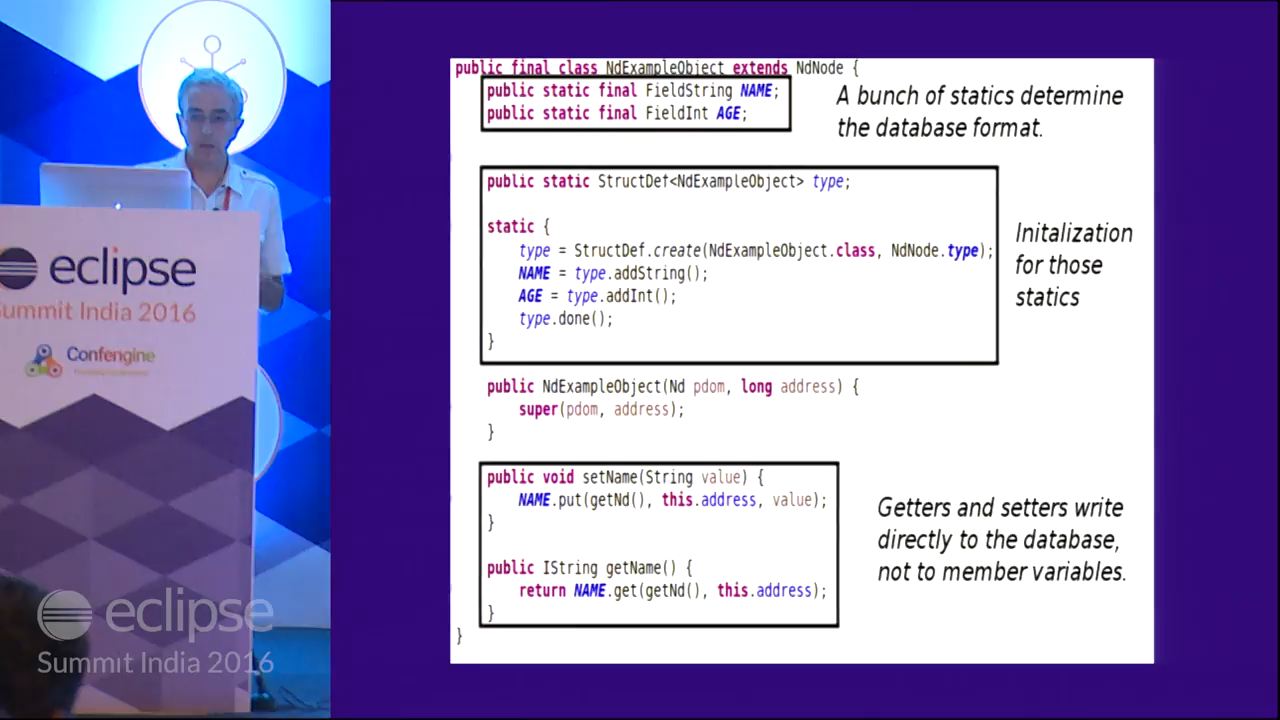 public final class NdExampleObject extends NdNode {
public static final FieldString NAME;
public static final FieldInt AGE;
A bunch of statics determine
the database format.
public static StructDef<NdExampleObject> type;
static {
type = StructDef.create(NdExampleObject.class, NdNode.type);
NAME = type.addString();
AGE = type.addInt();
type.done();
}
Initalization
for those
statics
public NdExampleObject(Nd pdom, long address) {
super(pdom, address);
}
public void setName(String value) {
NAME.put(getNd(), this.address, value);
}
public IString getName() {
return NAME.get(getNd(), this.address);
}
}
Getters and setters write
directly to the database,
not to member variables.
eclipse
Summit India 2016
Confengine
eclipse
Summit India 2016